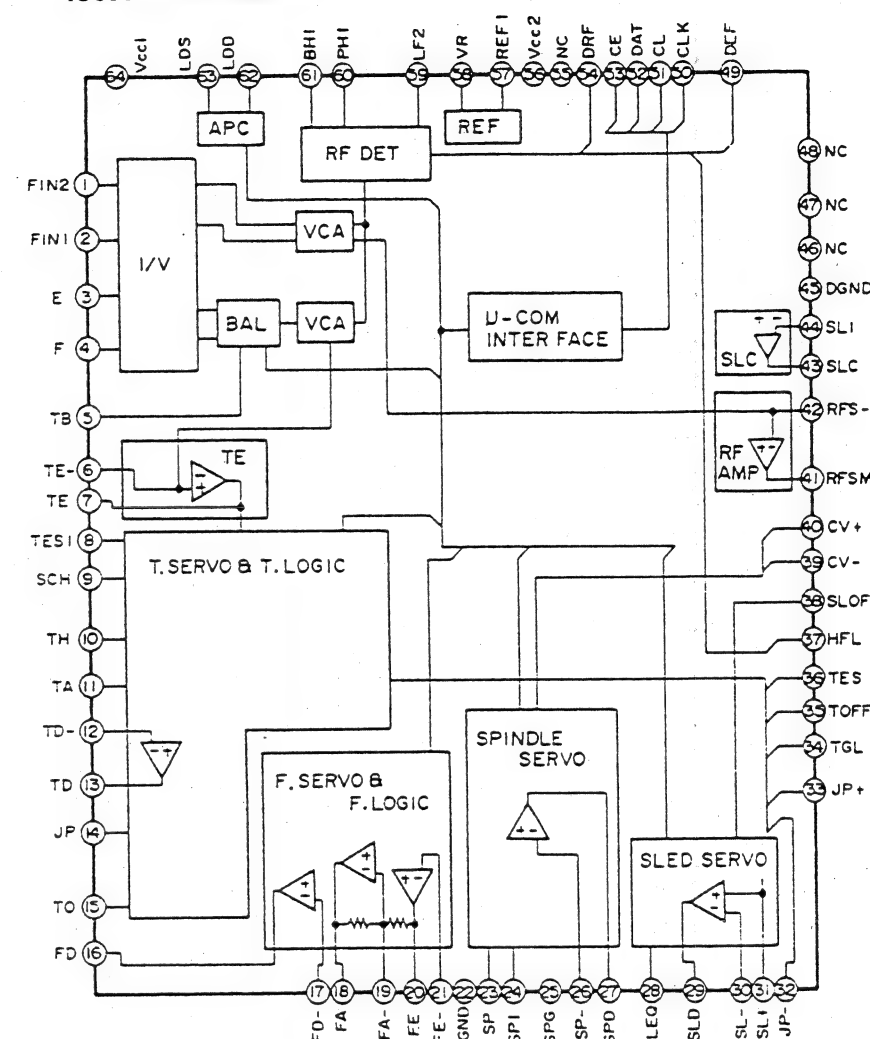 Vcc1
LDS
LDD
BH1
PH1
LF2
VR
REF1
Vcc2
NC
DRF
CE
DAT
CL
CLK
DEF
64
63
62
61
60
59
58
57
56
55
54
53
52
51
50
49
APC
RF DET
REF
48 NC
47 NC
46 NC
45 DGND
44 SL1
43 SLC
42 RFS-
41 RFSM
40 CV+
39 CV-
38 SLOF
37 HFL
36 TES
35 TOFF
34 TGL
33 JP+
FIN2 1
FIN1 2
E 3
F 4
TB 5
TE- 6
TE 7
TES1 8
SCH 9
TH 10
TA 11
TD- 12
TD 13
JP 14
TO 15
FD 16
I/V
VCA
BAL
VCA
U-COM
INTER FACE
+ -
SLC
+ -
RF
AMP
TE
-
+
T.SERVO & T.LOGIC
- +
SPINDLE
SERVO
+ -
F.SERVO &
F.LOGIC
+
-
+
-
+ -
SLED SERVO
+
-
17
18
19
20
21
22
23
24
25
26
27
28
29
30
31
32
FD-
FA
FA-
FE
FE-
GND
SP
SP1
SPG
SP-
SPD
LEQ
SLD
SL-
SL+
JP-